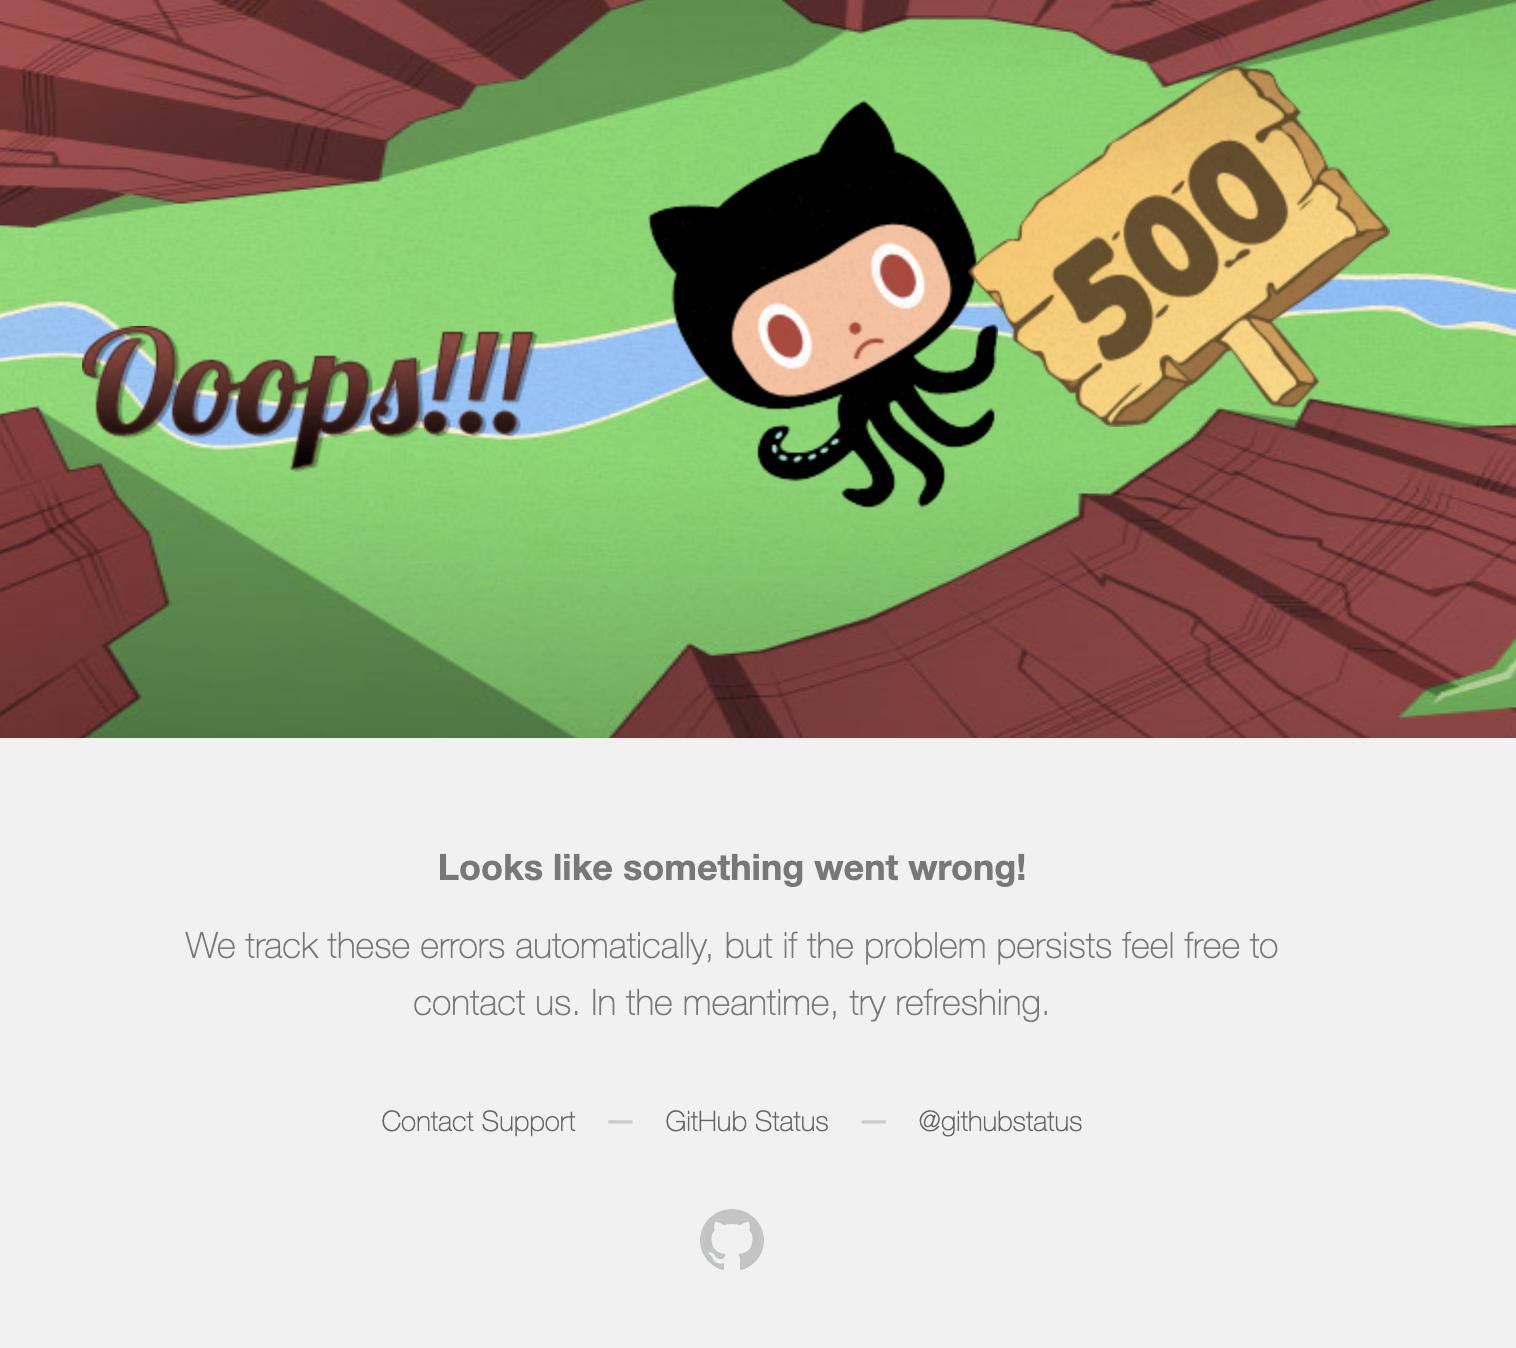 Ooops!!!
500
Looks like something went wrong!
We track these errors automatically, but if the problem persists feel free to
contact us. In the meantime, try refreshing.
Contact Support — GitHub Status — @githubstatus